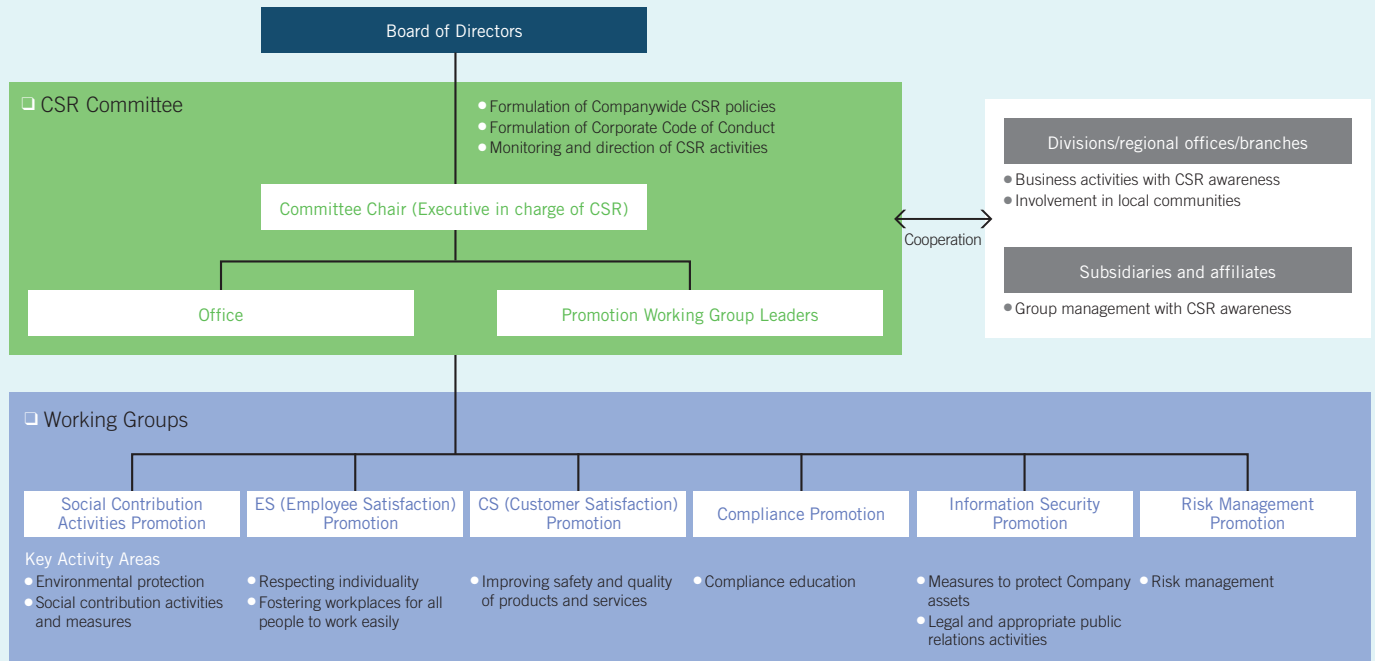 Board of Directors
❑ CSR Committee
● Formulation of Companywide CSR policies
● Formulation of Corporate Code of Conduct
● Monitoring and direction of CSR activities
Committee Chair (Executive in charge of CSR)
Office
Promotion Working Group Leaders
Cooperation
Divisions/regional offices/branches
● Business activities with CSR awareness
● Involvement in local communities
Subsidiaries and affiliates
● Group management with CSR awareness
❑ Working Groups
Social Contribution
Activities Promotion
Key Activity Areas
● Environmental protection
● Social contribution activities
and measures
ES (Employee Satisfaction)
Promotion
● Respecting individuality
● Fostering workplaces for all
people to work easily
CS (Customer Satisfaction)
Promotion
● Improving safety and quality
of products and services
Compliance Promotion
● Compliance education
Information Security
Promotion
● Measures to protect Company
assets
● Legal and appropriate public
relations activities
Risk Management
Promotion
● Risk management